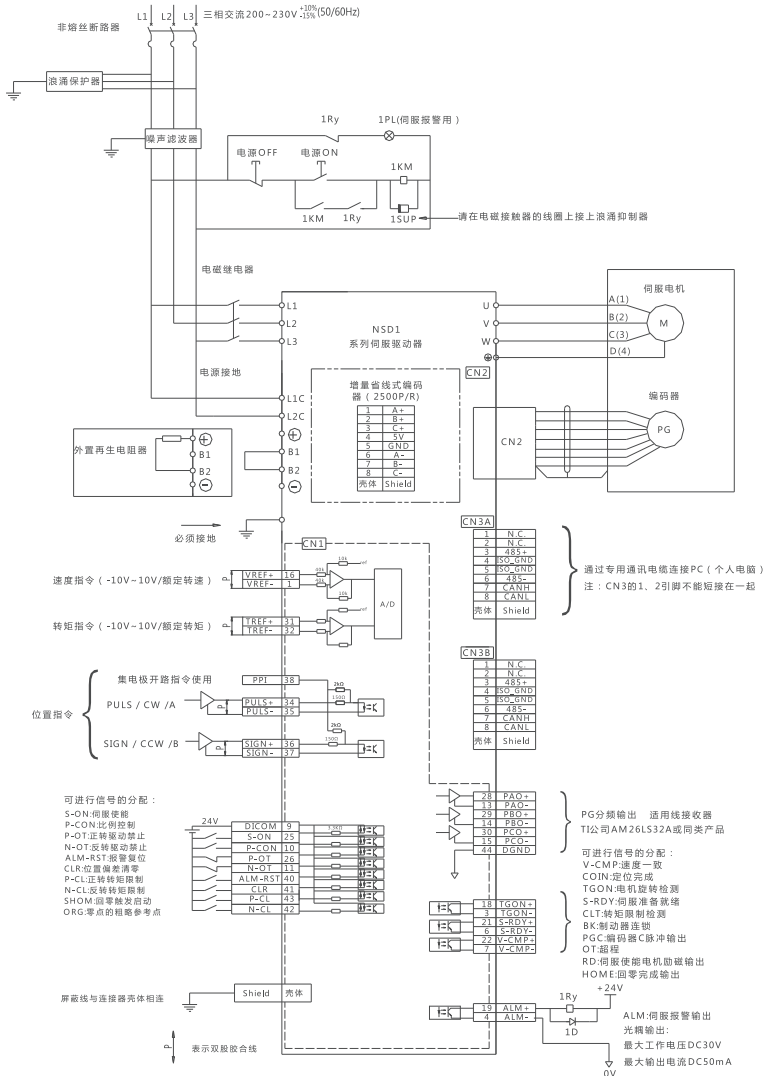 L1 L2 L3 三相交流200～230V +10% -15% (50/60Hz)
非熔丝断路器
浪涌保护器
噪声滤波器
1Ry 1PL(伺服报警用)
电源OFF 电源ON
1KM
1KM 1Ry 1SUP
请在电磁接触器的线圈上接上浪涌抑制器
电磁继电器
L1
L2
L3
NSD1
系列伺服驱动器
U
V
W
伺服电机
A(1)
B(2)
C(3)
D(4)
M
CN2
电源接地
L1C
L2C
增量省线式编码
器（2500P/R）
1 A+
2 B+
3 C+
4 5V
5 GND
6 A-
7 B-
8 C-
壳体 Shield
编码器
PG
CN2
外置再生电阻器
B1
B2
B1
B2
必须接地
CN1
速度指令（-10V~10V/额定转速）
P
VREF+ 16
VREF- 1
40k
40k
10k
10k
ref
A/D
转矩指令（-10V~10V/额定转矩）
P
TREF+ 31
TREF- 32
ref
位置指令
集电极开路指令使用
PPI 38
PULS / CW /A
P
PULS+ 34
PULS- 35
2kΩ
150Ω
SIGN / CCW /B
P
SIGN+ 36
SIGN- 37
2kΩ
150Ω
CN3A
1 N.C.
2 N.C.
3 485+
4 ISO_GND
5 ISO_GND
6 485-
7 CANH
8 CANL
壳体 Shield
通过专用通讯电缆连接PC（个人电脑）
注：CN3的1、2引脚不能短接在一起
CN3B
1 N.C.
2 N.C.
3 485+
4 ISO_GND
5 ISO_GND
6 485-
7 CANH
8 CANL
壳体 Shield
可进行信号的分配：
S-ON:伺服使能
P-CON:比例控制
P-OT:正转驱动禁止
N-OT:反转驱动禁止
ALM-RST:报警复位
CLR:位置偏差清零
P-CL:正转转矩限制
N-CL:反转转矩限制
SHOM:回零触发启动
ORG:零点的粗略参考点
24V
DICOM 9
S-ON 25
P-CON 10
P-OT 26
N-OT 11
ALM-RST 40
CLR 41
P-CL 43
N-CL 42
3.3KΩ
28 PAO+
13 PAO-
29 PBO+
14 PBO-
30 PCO+
15 PCO-
44 DGND
PG分频输出 适用线接收器
TI公司AM26LS32A或同类产品
可进行信号的分配：
V-CMP:速度一致
COIN:定位完成
TGON:电机旋转检测
S-RDY:伺服准备就绪
CLT:转矩限制检测
BK:制动器连锁
PGC:编码器C脉冲输出
OT:超程
RD:伺服使能电机励磁输出
HOME:回零完成输出
18 TGON+
3 TGON-
21 S-RDY+
6 S-RDY-
22 V-CMP+
7 V-CMP-
屏蔽线与连接器壳体相连
Shield 壳体
P
表示双股胶合线
19 ALM+
4 ALM-
1Ry
+24V
1D
0V
ALM:伺服报警输出
光耦输出:
最大工作电压DC30V
最大输出电流DC50mA